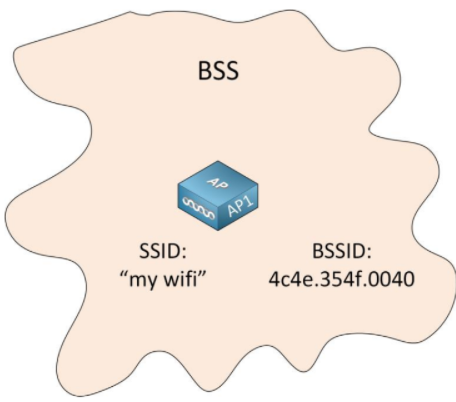 BSS
AP
AP1
SSID:
"my wifi"
BSSID:
4c4e.354f.0040